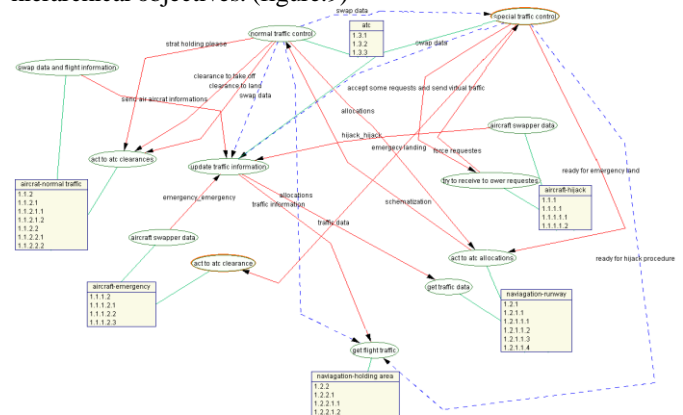 hierarchical objectives. (figure.9)
swap data
normal traffic control
special traffic control
atc
1.3.1
1.3.2
1.3.3
strat holding please
swap data
swap data and flight information
clearance to take off
clearance to land
swap data
accept some requests and send virtual traffic
send air aircrat informations
allocations
aircraft swapper data
hijack_hijack
emergecy landing
force requestes
act to atc clearances
update traffic information
ready for emergency land
try to receive to ower requestes
aircrat-normal traffic
1.1.2
1.1.2.1
1.1.2.1.1
1.1.2.1.2
1.1.2.2
1.1.2.2.1
1.1.2.2.2
aircraft-hijack
1.1.1
1.1.1.1
1.1.1.1.1
1.1.1.1.2
emergency_emergency
allocations
traffic information
schematization
traffic data
aircraft swapper data
act to atc clearance
act to atc allocations
ready for hijack procedure
get traffic data
aircraft-emergency
1.1.1.2
1.1.1.2.1
1.1.1.2.2
1.1.1.2.3
naviagation-runway
1.2.1
1.2.1.1
1.2.1.1.1
1.2.1.1.2
1.2.1.1.3
1.2.1.1.4
get flight traffic
naviagation-holding area
1.2.2
1.2.2.1
1.2.2.1.1
1.2.2.1.2